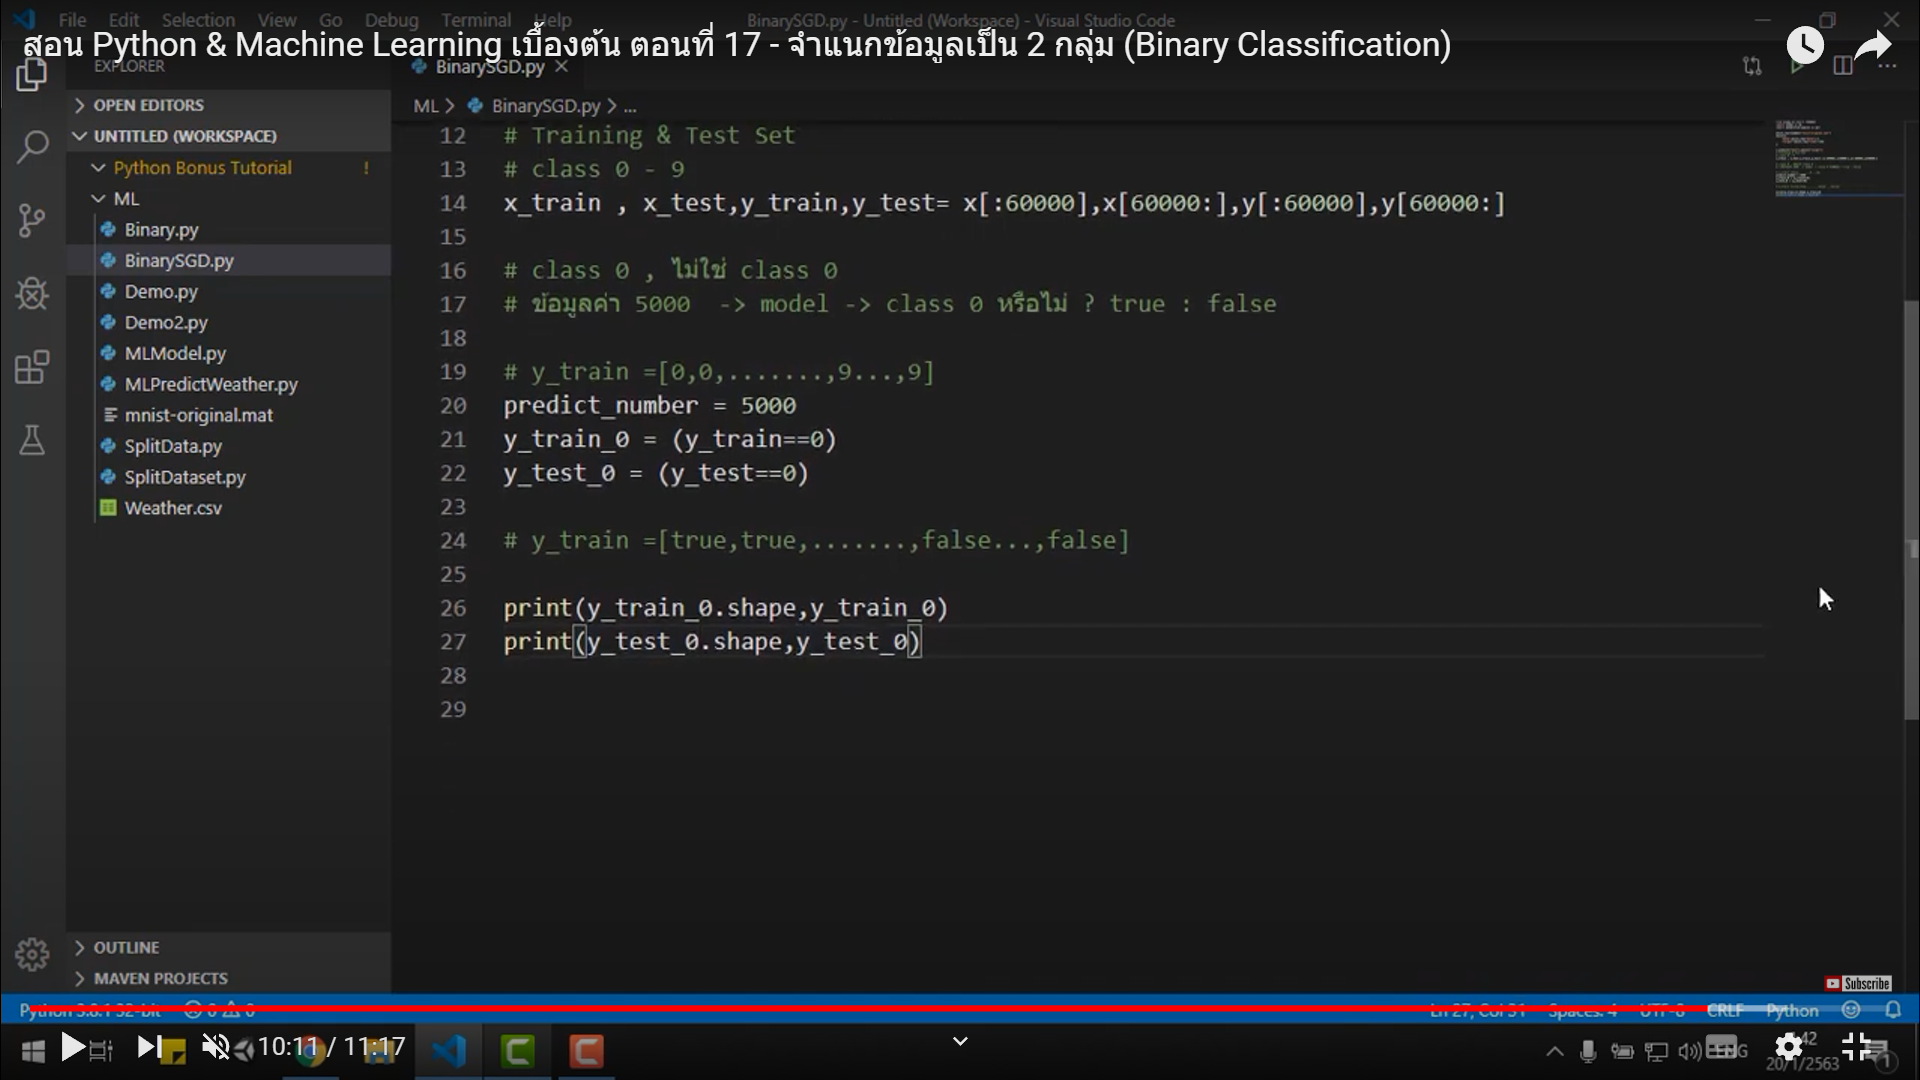 File Edit Selection View Go Debug Terminal Help BinarySGD.py - Untitled (Workspace) - Visual Studio Code
สอน Python & Machine Learning เบื้องต้น ตอนที่ 17 - จำแนกข้อมูลเป็น 2 กลุ่ม (Binary Classification)
EXPLORER
BinarySGD.py
OPEN EDITORS
UNTITLED (WORKSPACE)
Python Bonus Tutorial !
ML
Binary.py
BinarySGD.py
Demo.py
Demo2.py
MLModel.py
MLPredictWeather.py
mnist-original.mat
SplitData.py
SplitDataset.py
Weather.csv
OUTLINE
MAVEN PROJECTS
ML > BinarySGD.py > ...
12 # Training & Test Set
13 # class 0 - 9
14 x_train , x_test,y_train,y_test= x[:60000],x[60000:],y[:60000],y[60000:]
15
16 # class 0 , ไม่ใช่ class 0
17 # ข้อมูลค่า 5000 -> model -> class 0 หรือไม่ ? true : false
18
19 # y_train =[0,0,.......,9...,9]
20 predict_number = 5000
21 y_train_0 = (y_train==0)
22 y_test_0 = (y_test==0)
23
24 # y_train =[true,true,.......,false...,false]
25
26 print(y_train_0.shape,y_train_0)
27 print(y_test_0.shape,y_test_0)
28
29
Subscribe
Python 3.8.1 32-bit 0 0 Ln 27, Col 31 Spaces: 4 UTF-8 CRLF Python
10:11 / 11:17
20/1/2563
1